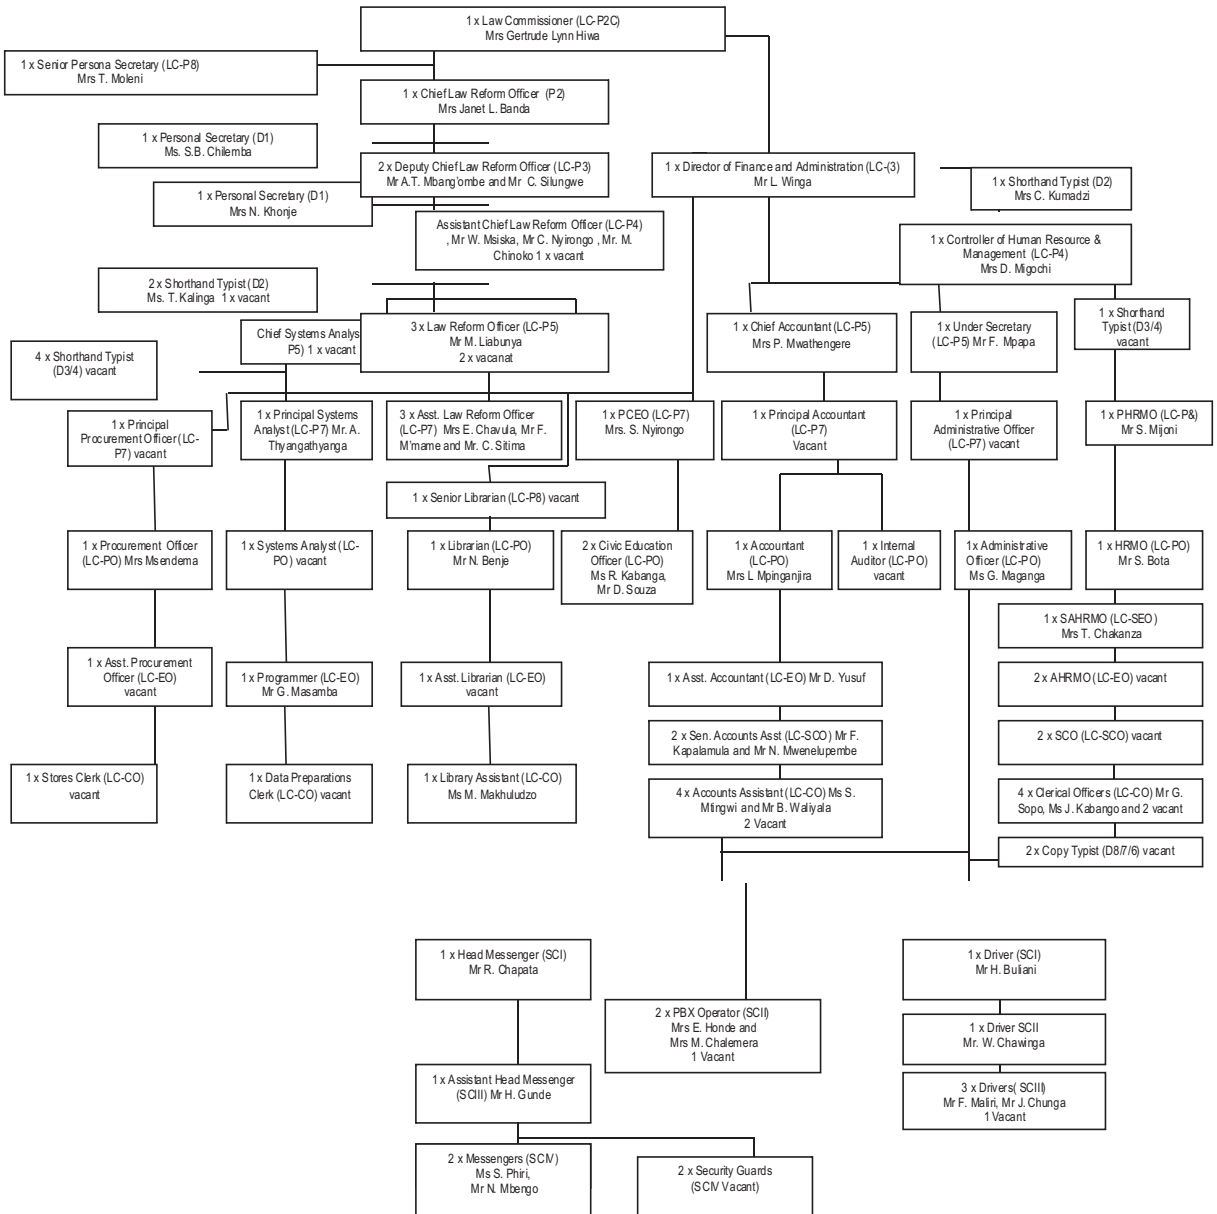 1 x Law Commissioner (LC-P2C)
Mrs Gertrude Lynn Hiwa
1 x Senior Persona Secretary (LC-P8)
Mrs T. Moleni
1 x Chief Law Reform Officer (P2)
Mrs Janet L. Banda
1 x Personal Secretary (D1)
Ms. S.B. Chilemba
2 x Deputy Chief Law Reform Officer (LC-P3)
Mr A.T. Mbang'ombe and Mr C. Silungwe
1 x Director of Finance and Administration (LC-(3)
Mr L. Winga
1 x Shorthand Typist (D2)
Mrs C. Kumadzi
1 x Personal Secretary (D1)
Mrs N. Khonje
Assistant Chief Law Reform Officer (LC-P4)
, Mr W. Msiska, Mr C. Nyirongo , Mr. M.
Chinoko 1 x vacant
1 x Controller of Human Resource &
Management (LC-P4)
Mrs D. Migochi
2 x Shorthand Typist (D2)
Ms. T. Kalinga 1 x vacant
Chief Systems Analys
P5) 1 x vacant
3 x Law Reform Officer (LC-P5)
Mr M. Liabunya
2 x vacanat
1 x Chief Accountant (LC-P5)
Mrs P. Mwathengere
1 x Under Secretary
(LC-P5) Mr F. Mpapa
1 x Shorthand
Typist (D3/4)
vacant
4 x Shorthand Typist
(D3/4) vacant
1 x Principal
Procurement Officer (LC-
P7) vacant
1 x Principal Systems
Analyst (LC-P7) Mr. A.
Thyangathyanga
3 x Asst. Law Reform Officer
(LC-P7) Mrs E. Chavula, Mr F.
M'mame and Mr. C. Sitima
1 x PCEO (LC-P7)
Mrs. S. Nyirongo
1 x Principal Accountant
(LC-P7)
Vacant
1 x Principal
Administrative Officer
(LC-P7) vacant
1 x PHRMO (LC-P&)
Mr S. Mijoni
1 x Senior Librarian (LC-P8) vacant
1 x Procurement Officer
(LC-PO) Mrs Msendema
1 x Systems Analyst (LC-
PO) vacant
1 x Librarian (LC-PO)
Mr N. Benje
2 x Civic Education
Officer (LC-PO)
Ms R. Kabanga,
Mr D. Souza
1 x Accountant
(LC-PO)
Mrs L Mpinganjira
1 x Internal
Auditor (LC-PO)
vacant
1x Administrative
Officer (LC-PO)
Ms G. Maganga
1 x HRMO (LC-PO)
Mr S. Bota
1 x SAHRMO (LC-SEO)
Mrs T. Chakanza
1 x Asst. Procurement
Officer (LC-EO)
vacant
1 x Programmer (LC-EO)
Mr G. Masamba
1 x Asst. Librarian (LC-EO)
vacant
1 x Asst. Accountant (LC-EO) Mr D. Yusuf
2 x AHRMO (LC-EO) vacant
2 x Sen. Accounts Asst (LC-SCO) Mr F.
Kapalamula and Mr N. Mwenelupembe
2 x SCO (LC-SCO) vacant
1 x Stores Clerk (LC-CO)
vacant
1 x Data Preparations
Clerk (LC-CO) vacant
1 x Library Assistant (LC-CO)
Ms M. Makhuludzo
4 x Accounts Assistant (LC-CO) Ms S.
Mtingwi and Mr B. Waliyala
2 Vacant
4 x Clerical Officers (LC-CO) Mr G.
Sopo, Ms J. Kabango and 2 vacant
2 x Copy Typist (D8/7/6) vacant
1 x Head Messenger (SCI)
Mr R. Chapata
1 x Driver (SCI)
Mr H. Buliani
2 x PBX Operator (SCII)
Mrs E. Honde and
Mrs M. Chalemera
1 Vacant
1 x Driver SCII
Mr. W. Chawinga
1 x Assistant Head Messenger
(SCIII) Mr H. Gunde
3 x Drivers( SCIII)
Mr F. Maliri, Mr J. Chunga
1 Vacant
2 x Messengers (SCIV)
Ms S. Phiri,
Mr N. Mbengo
2 x Security Guards
(SCIV Vacant)